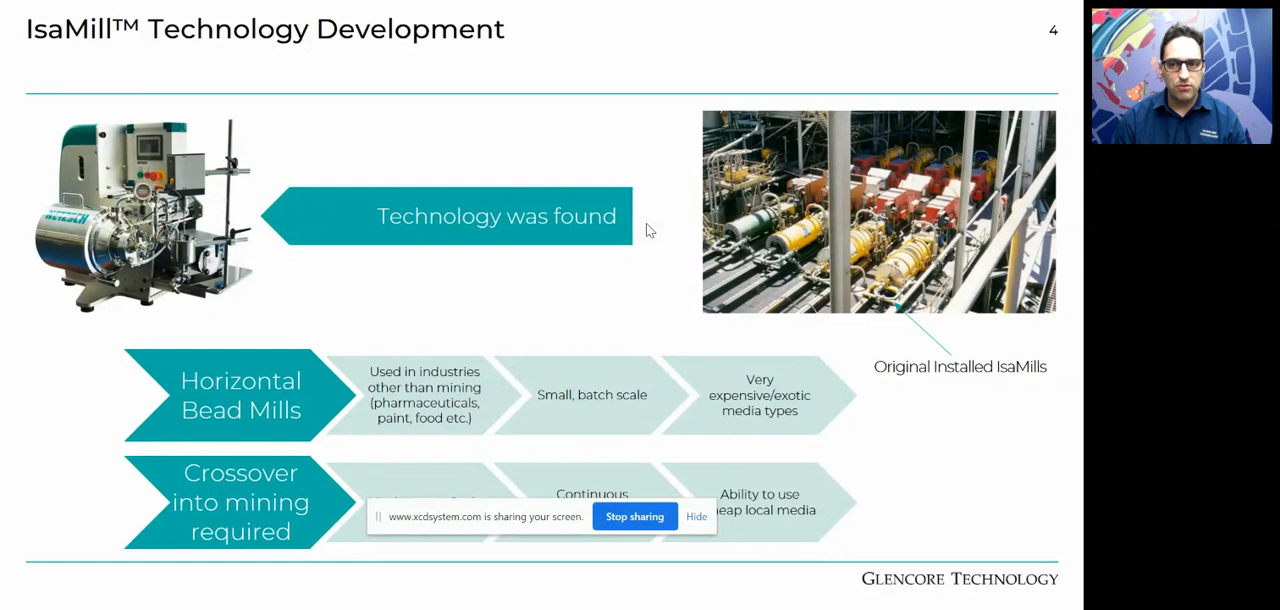 IsaMill™ Technology Development
4
Technology was found
Original Installed IsaMills
Horizontal
Bead Mills
Used in industries
other than mining
(pharmaceuticals,
paint, food etc.)
Small, batch scale
Very
expensive/exotic
media types
Crossover
into mining
required
Continuous
Ability to use
local media
www.xcdsystem.com is sharing your screen.
Stop sharing
Hide
GLENCORE TECHNOLOGY